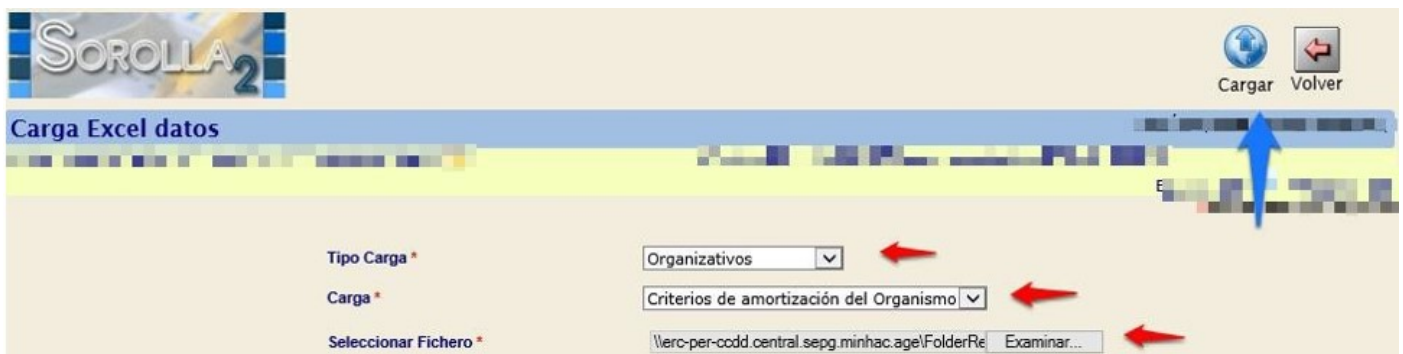 SOROLLA2
Cargar Volver
Carga Excel datos
Tipo Carga * Organizativos
Carga * Criterios de amortización del Organismo
Seleccionar Fichero * \\erc-per-ccdd.central.sepg.minhac.age\FolderRe Examinar...